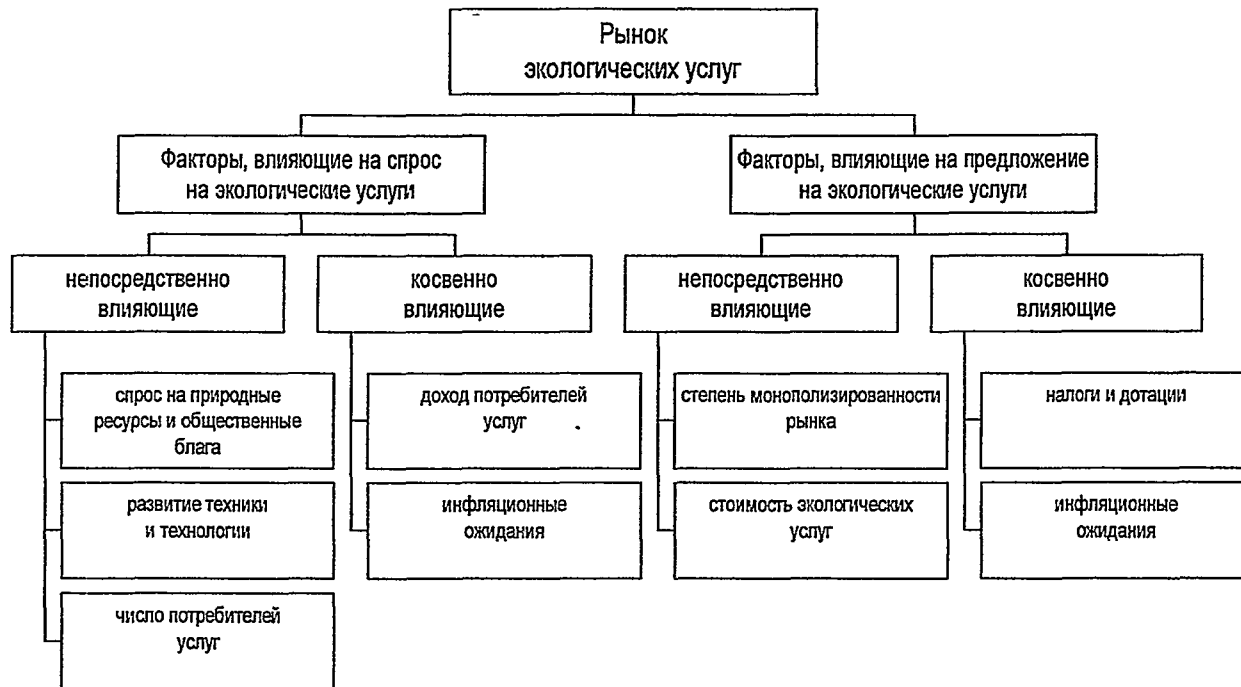 Рынок
экологических услуг
Факторы, влияющие на спрос
на экологические услуги
Факторы, влияющие на предложение
на экологические услуги
непосредственно
влияющие
косвенно
влияющие
непосредственно
влияющие
косвенно
влияющие
спрос на природные
ресурсы и общественные
блага
развитие техники
и технологии
число потребителей
услуг
доход потребителей
услуг
инфляционные
ожидания
степень монополизированности
рынка
стоимость экологических
услуг
налоги и дотации
инфляционные
ожидания